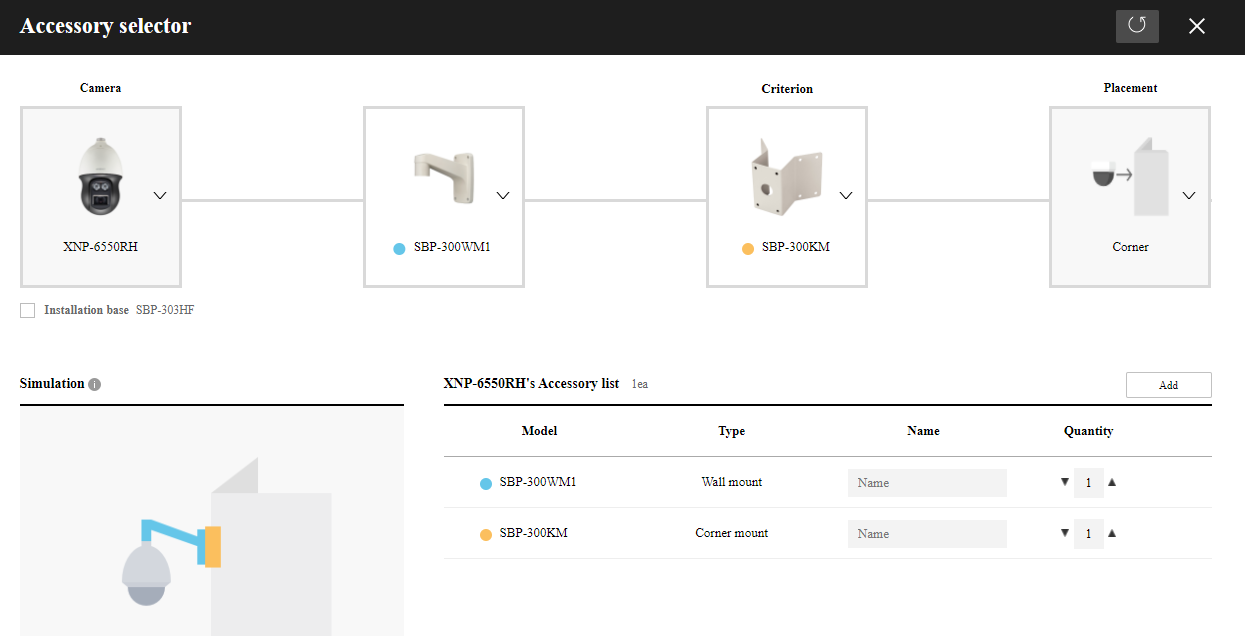 Accessory selector
Camera
Criterion
Placement
XNP-6550RH
SBP-300WM1
SBP-300KM
Corner
Installation base SBP-303HF
Simulation i
XNP-6550RH's Accessory list 1ea
Add
Model Type Name Quantity
SBP-300WM1 Wall mount Name ▼ 1 ▲
SBP-300KM Corner mount Name ▼ 1 ▲